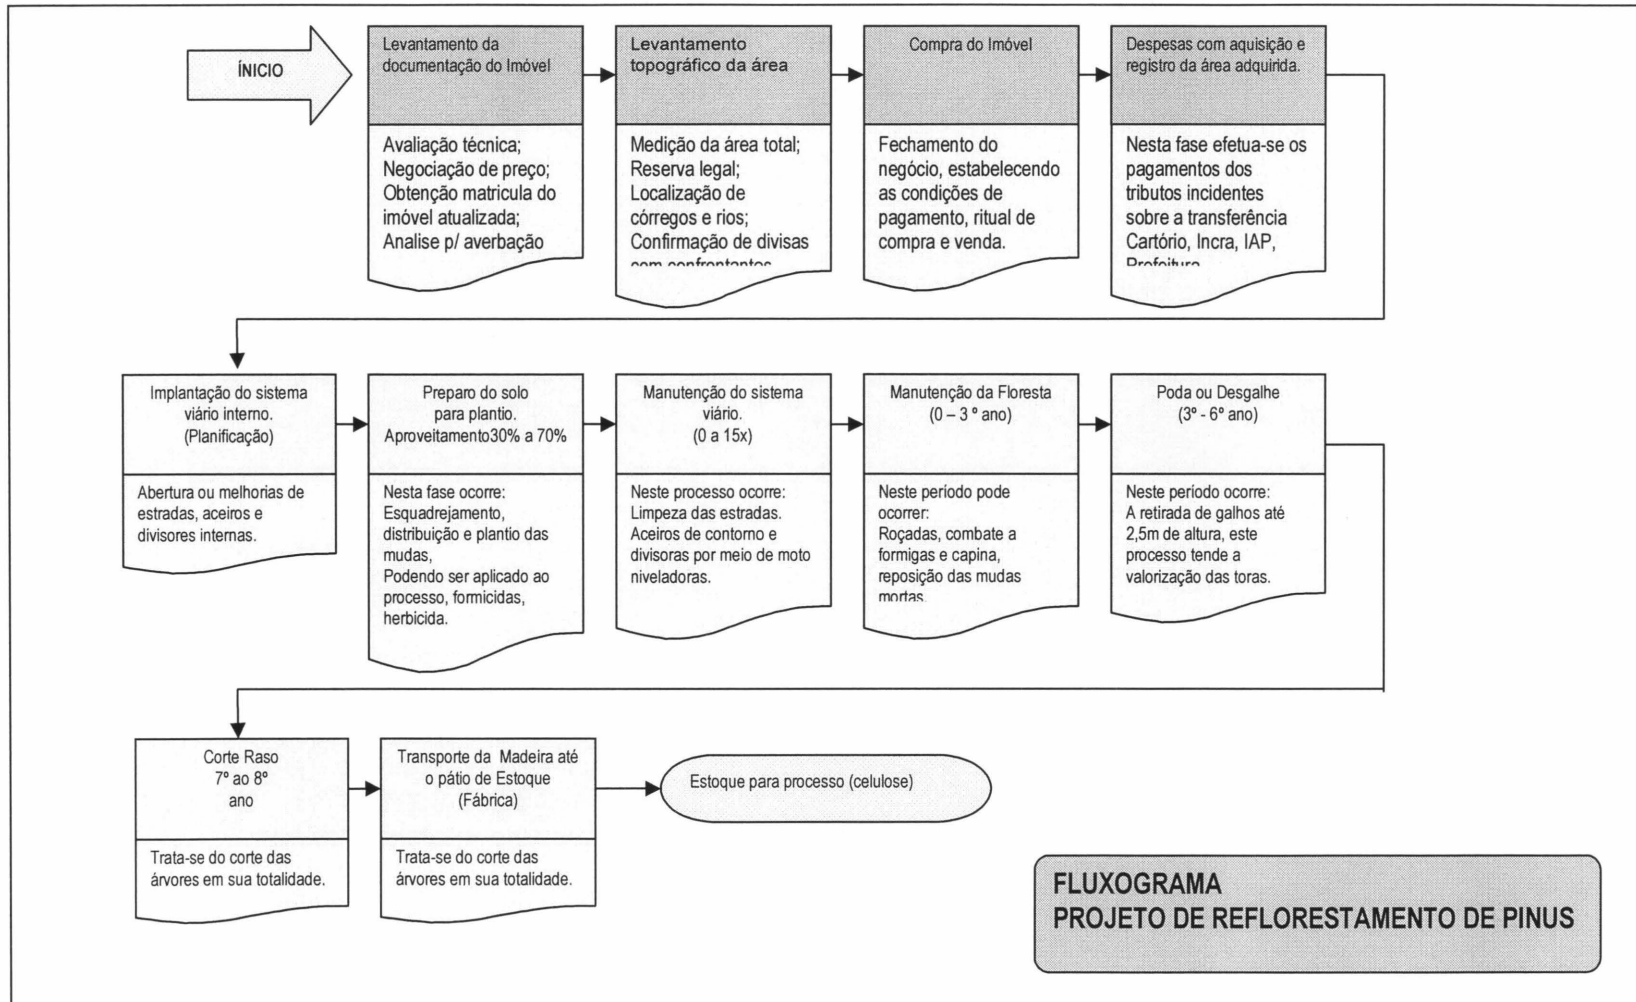 ÍNICIO
Levantamento da
documentação do Imóvel
Avaliação técnica;
Negociação de preço;
Obtenção matricula do
imóvel atualizada;
Analise p/ averbação
Levantamento
topográfico da área
Medição da área total;
Reserva legal;
Localização de
córregos e rios;
Confirmação de divisas
com confrontantes
Compra do Imóvel
Fechamento do
negócio, estabelecendo
as condições de
pagamento, ritual de
compra e venda.
Despesas com aquisição e
registro da área adquirida.
Nesta fase efetua-se os
pagamentos dos
tributos incidentes
sobre a transferência
Cartório, Incra, IAP,
Prefeitura
Implantação do sistema
viário interno.
(Planificação)
Abertura ou melhorias de
estradas, aceiros e
divisores internas.
Preparo do solo
para plantio.
Aproveitamento30% a 70%
Nesta fase ocorre:
Esquadrejamento,
distribuição e plantio das
mudas,
Podendo ser aplicado ao
processo, formicidas,
herbicida.
Manutenção do sistema
viário.
(0 a 15x)
Neste processo ocorre:
Limpeza das estradas.
Aceiros de contorno e
divisoras por meio de moto
niveladoras.
Manutenção da Floresta
(0 – 3 º ano)
Neste período pode
ocorrer:
Roçadas, combate a
formigas e capina,
reposição das mudas
mortas
Poda ou Desgalhe
(3º - 6º ano)
Neste período ocorre:
A retirada de galhos até
2,5m de altura, este
processo tende a
valorização das toras.
Corte Raso
7º ao 8º
ano
Trata-se do corte das
árvores em sua totalidade.
Transporte da Madeira até
o pátio de Estoque
(Fábrica)
Trata-se do corte das
árvores em sua totalidade.
Estoque para processo (celulose)
FLUXOGRAMA
PROJETO DE REFLORESTAMENTO DE PINUS